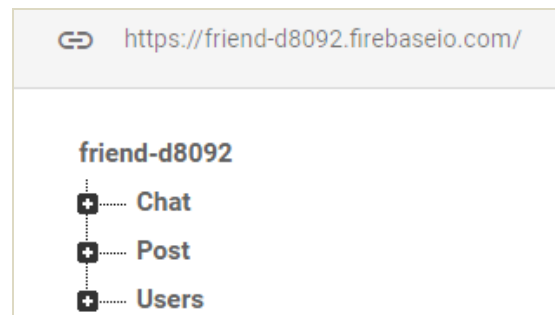 https://friend-d8092.firebaseio.com/
friend-d8092
Chat
Post
Users